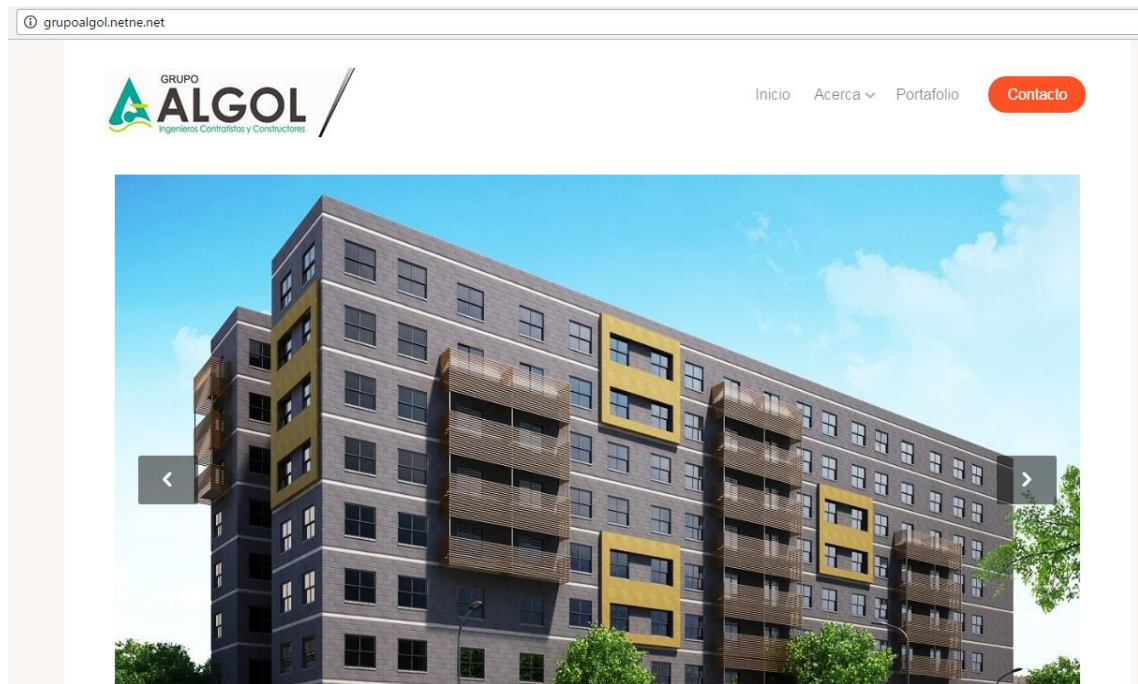 grupoalgol.netne.net
GRUPO
ALGOL
Ingenieros Contratistas y Constructores
Inicio Acerca Portafolio Contacto